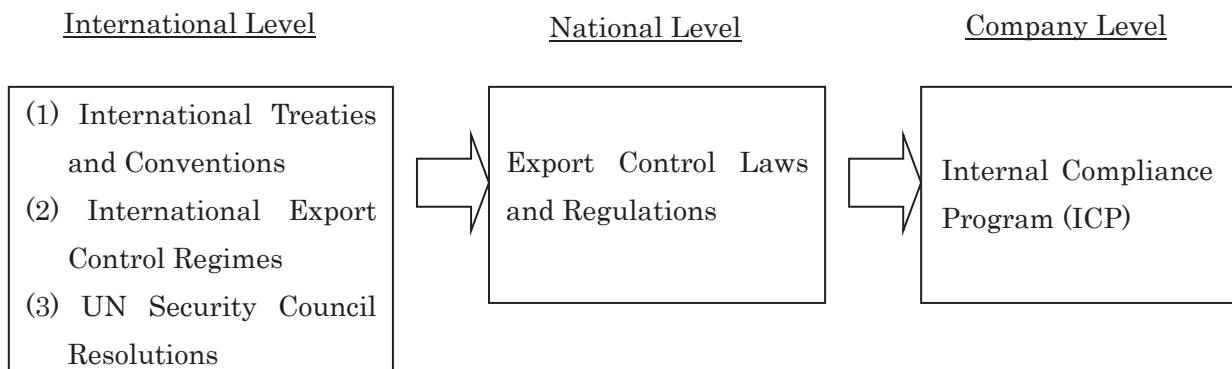 International Level
National Level
Company Level
(1) International Treaties
and Conventions
(2) International Export
Control Regimes
(3) UN Security Council
Resolutions
Export Control Laws
and Regulations
Internal Compliance
Program (ICP)